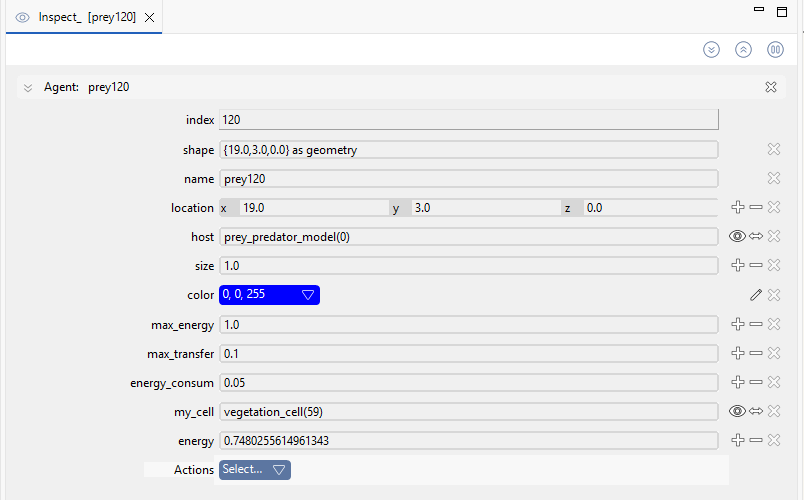 Inspect_ [prey120]
Agent: prey120
index 120
shape {19.0,3.0,0.0} as geometry
name prey120
location x 19.0 y 3.0 z 0.0
host prey_predator_model(0)
size 1.0
color 0, 0, 255
max_energy 1.0
max_transfer 0.1
energy_consum 0.05
my_cell vegetation_cell(59)
energy 0.7480255614961343
Actions Select...